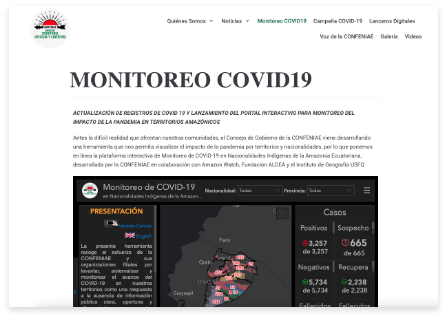 Quiénes Somos Noticias Monitoreo COVID19 Campaña COVID-19 Lanceros Digitales
Voz de la CONFENIAE Galería Videos
MONITOREO COVID19
ACTUALIZACIÓN DE REGISTROS DE COVID 19 Y LANZAMIENTO DEL PORTAL INTERACTIVO PARA MONITOREO DEL
IMPACTO DE LA PANDEMIA EN TERRITORIOS AMAZÓNICOS
Antes la difícil realidad que afrontan nuestras comunidades, el Consejo de Gobierno de la CONFENIAE viene desarrollando
una herramienta que nos permita visualizar el impacto de la pandemia por territorios y nacionalidades, por lo que ponemos
en línea la plataforma interactiva de Monitoreo de COVID-19 en Nacionalidades Indígenas de la Amazonía Ecuatoriana,
desarrollada por la CONFENIAE en colaboración con Amazon Watch, Fundación ALDEA y el Instituto de Geografía USFQ.
Monitoreo de COVID-19
en Nacionalidades Indígenas de la Amazon...
Nacionalidad: Todas Provincia: Todas
PRESENTACIÓN
English
La presente herramienta
recoge el esfuerzo de la
CONFENIAE y sus
organizaciones filiales por
levantar, sistematizar y
monitorear el avance del
COVID-19 en nuestros
territorios como una respuesta
a la ausencia de información
pública clara, oportuna y
Pasto
Quito
Guayaquil
Casos
Positivos Sospecho
3,257 665
de 3,257 de 665
Negativos Recupera
5,734 2,238
de 5,734 de 2,238
Fallecidos Fallecidos